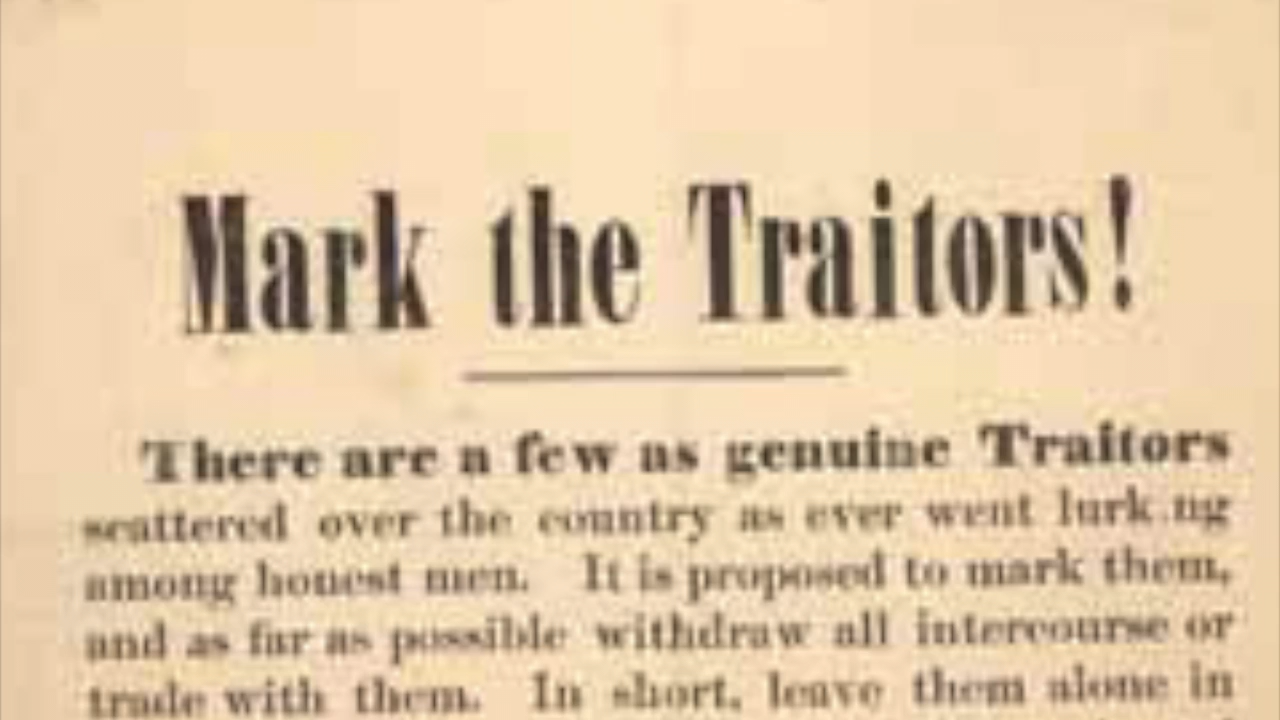 Mark the Traitors!
There are a few as genuine Traitors
scattered over the country as ever went lurk ng
among honest men. It is proposed to mark them,
and as far as possible withdraw all intercourse or
trade with them. In short, leave them alone in